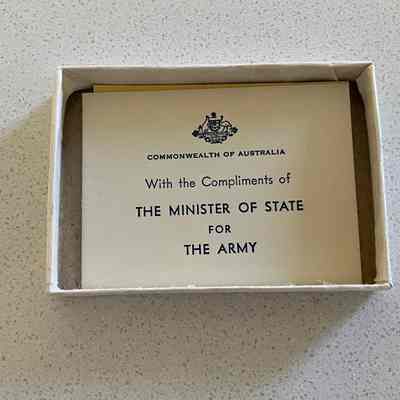 COMMONWEALTH OF AUSTRALIA
With the Compliments of
THE MINISTER OF STATE
FOR
THE ARMY